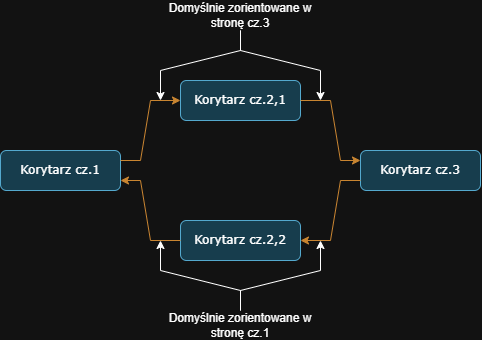 Domyślnie zorientowane w
stronę cz.3
Korytarz cz.2,1
Korytarz cz.1
Korytarz cz.3
Korytarz cz.2,2
Domyślnie zorientowane w
stronę cz.1